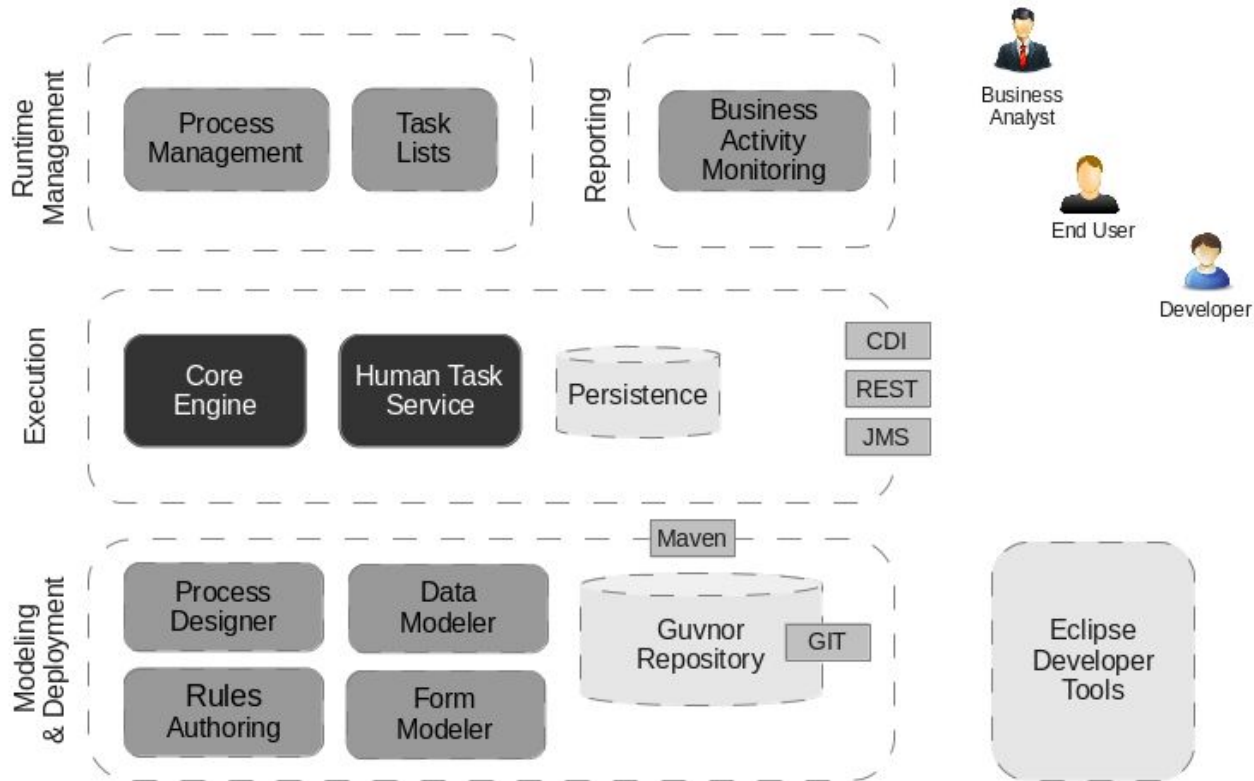 Runtime
Management
Process
Management
Task
Lists
Reporting
Business
Activity
Monitoring
Business
Analyst
End User
Developer
Execution
Core
Engine
Human Task
Service
Persistence
CDI
REST
JMS
Modeling
& Deployment
Process
Designer
Data
Modeler
Rules
Authoring
Form
Modeler
Maven
Guvnor
Repository
GIT
Eclipse
Developer
Tools